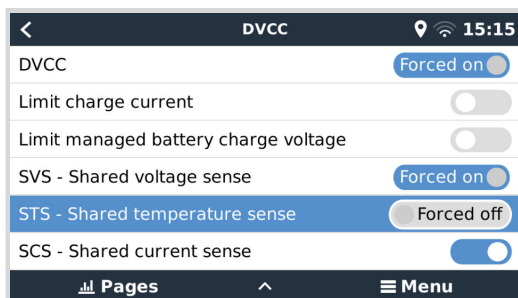 DVCC 15:15
DVCC Forced on
Limit charge current
Limit managed battery charge voltage
SVS - Shared voltage sense Forced on
STS - Shared temperature sense Forced off
SCS - Shared current sense
Pages Menu